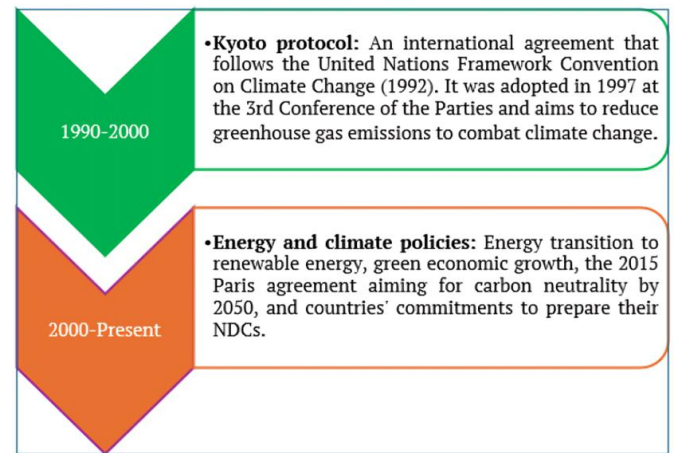 1990-2000
•Kyoto protocol: An international agreement that
follows the United Nations Framework Convention
on Climate Change (1992). It was adopted in 1997 at
the 3rd Conference of the Parties and aims to reduce
greenhouse gas emissions to combat climate change.
2000-Present
•Energy and climate policies: Energy transition to
renewable energy, green economic growth, the 2015
Paris agreement aiming for carbon neutrality by
2050, and countries' commitments to prepare their
NDCs.